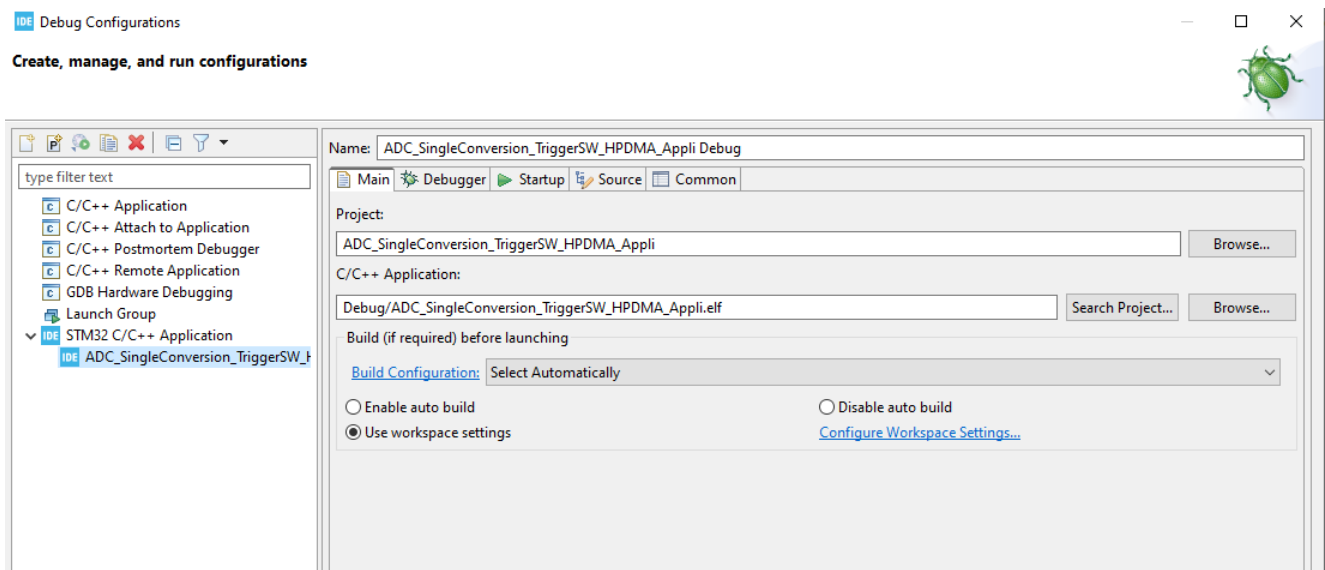 IDE Debug Configurations
Create, manage, and run configurations
type filter text
C/C++ Application
C/C++ Attach to Application
C/C++ Postmortem Debugger
C/C++ Remote Application
GDB Hardware Debugging
Launch Group
IDE STM32 C/C++ Application
IDE ADC_SingleConversion_TriggerSW_H
Name: ADC_SingleConversion_TriggerSW_HPDMA_Appli Debug
Main Debugger Startup Source Common
Project:
ADC_SingleConversion_TriggerSW_HPDMA_Appli Browse...
C/C++ Application:
Debug/ADC_SingleConversion_TriggerSW_HPDMA_Appli.elf Search Project... Browse...
Build (if required) before launching
Build Configuration: Select Automatically
Enable auto build Disable auto build
Use workspace settings Configure Workspace Settings...